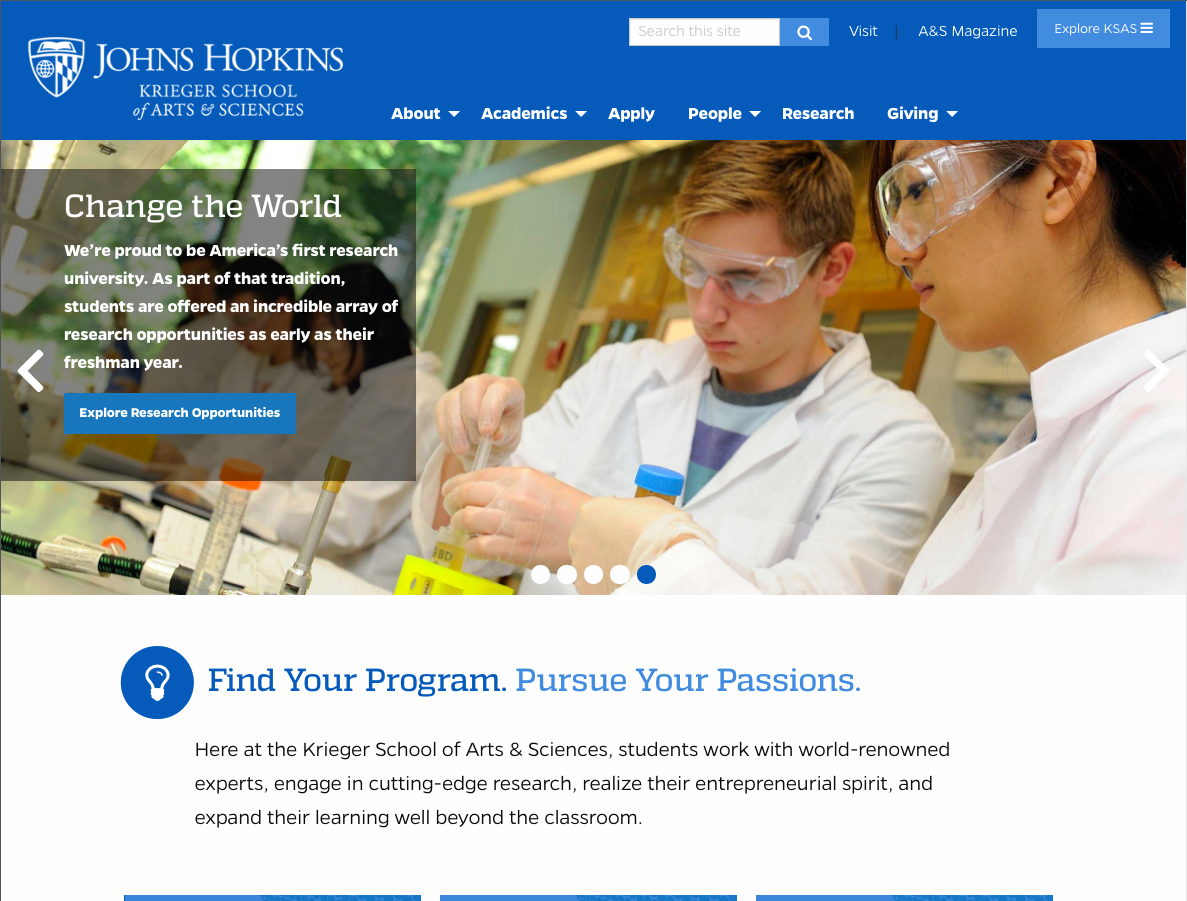 Search this site
Visit
A&S Magazine
Explore KSAS
JOHNS HOPKINS
KRIEGER SCHOOL
of ARTS & SCIENCES
About
Academics
Apply
People
Research
Giving
Change the World
We're proud to be America's first research
university. As part of that tradition,
students are offered an incredible array of
research opportunities as early as their
freshman year.
Explore Research Opportunities
BD
Find Your Program. Pursue Your Passions.
Here at the Krieger School of Arts & Sciences, students work with world-renowned
experts, engage in cutting-edge research, realize their entrepreneurial spirit, and
expand their learning well beyond the classroom.